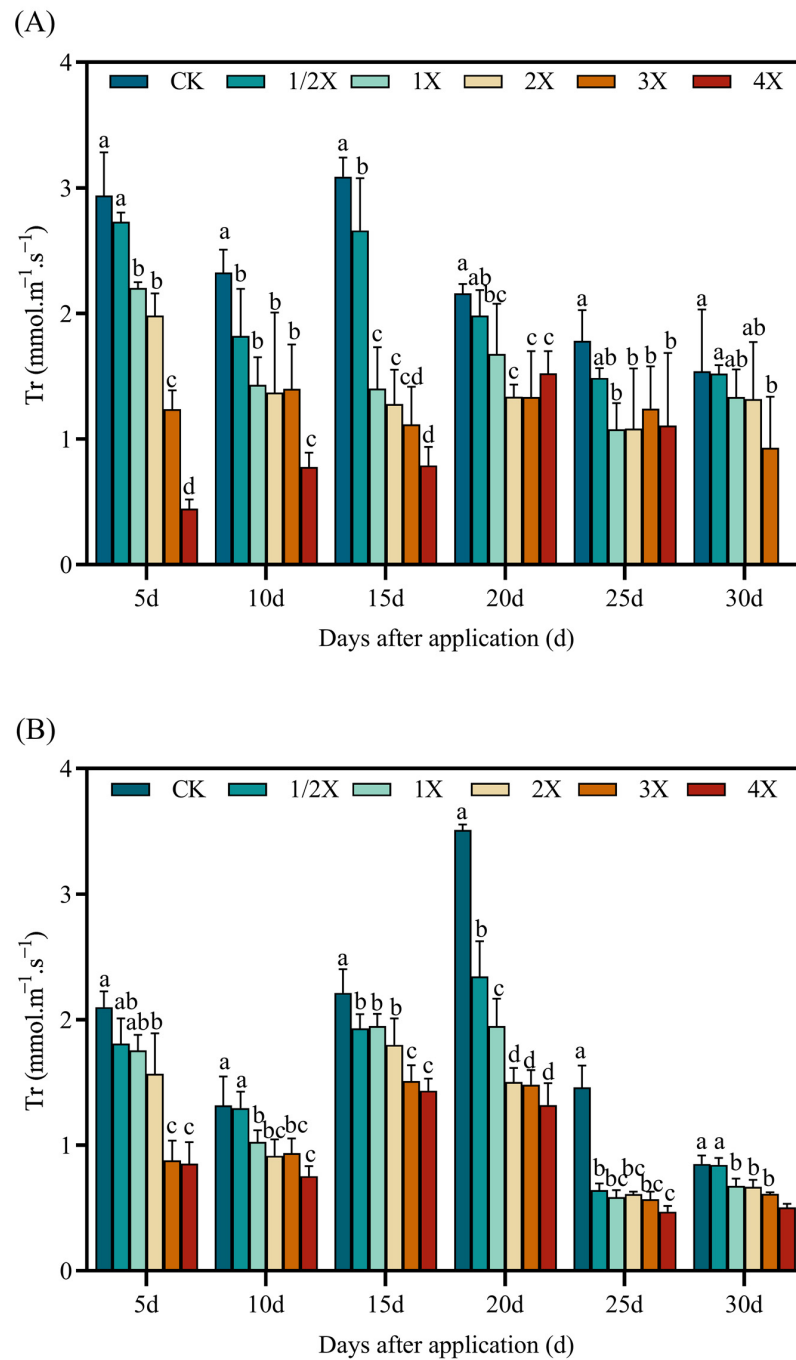 (A)
4
CK 1/2X 1X 2X 3X 4X
a a b b c d
a b b b b c
a b c c cd d
a ab bc c c c
a ab b b b b
a a ab ab b
3
2
1
0
Tr (mmol.m⁻¹.s⁻¹)
5d 10d 15d 20d 25d 30d
Days after application (d)
(B)
4
CK 1/2X 1X 2X 3X 4X
a ab ab b c c
a a b bc bc c
a b b b c c
a b c d d d
a b bc bc bc c
a a b b b
3
2
1
0
Tr (mmol.m⁻¹.s⁻¹)
5d 10d 15d 20d 25d 30d
Days after application (d)